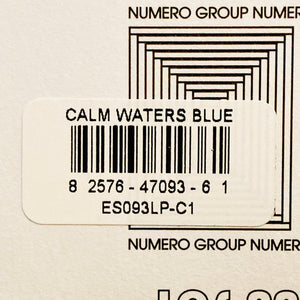 NUMERO GROUP NUMER
CALM WATERS BLUE
8 2576 - 47093 - 6 1
ES093LP-C1
NUMERO GROUP NUMER